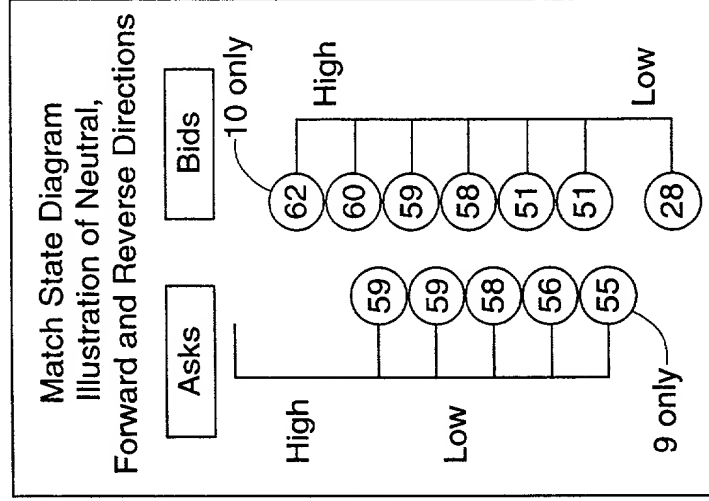 Match State Diagram
Illustration of Neutral,
Forward and Reverse Directions
Asks
Bids
10 only
High
High
62
60
59
59
59
58
58
51
56
51
55
Low
Low
28
9 only